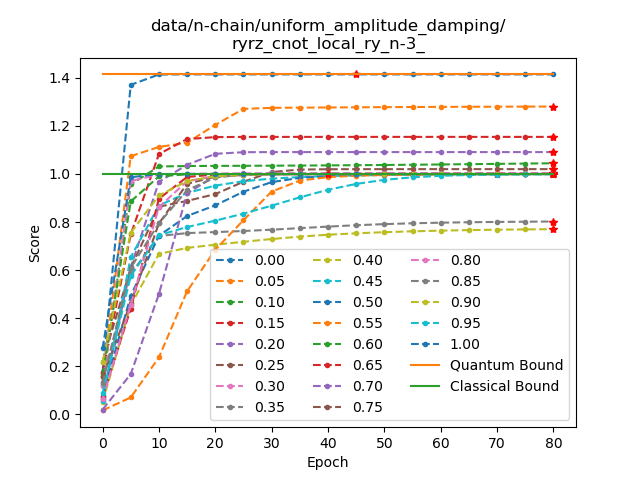 data/n-chain/uniform_amplitude_damping/
ryrz_cnot_local_ry_n-3_
Score
1.4
1.2
1.0
0.8
0.6
0.4
0.2
0.0
0.00 0.40 0.80
0.05 0.45 0.85
0.10 0.50 0.90
0.15 0.55 0.95
0.20 0.60 1.00
0.25 0.65 Quantum Bound
0.30 0.70 Classical Bound
0.35 0.75
0 10 20 30 40 50 60 70 80
Epoch